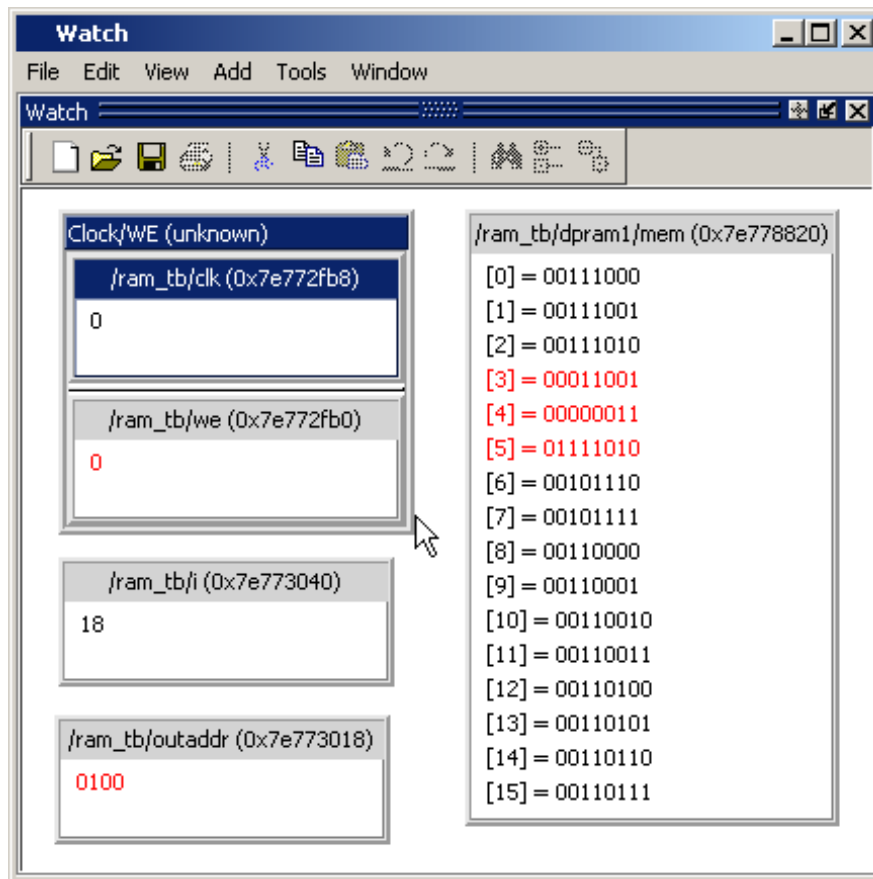 Watch
File Edit View Add Tools Window
Watch
Clock/WE (unknown)
/ram_tb/clk (0x7e772fb8)
0
/ram_tb/we (0x7e772fb0)
0
/ram_tb/i (0x7e773040)
18
/ram_tb/outaddr (0x7e773018)
0100
/ram_tb/dpram1/mem (0x7e778820)
[0] = 00111000
[1] = 00111001
[2] = 00111010
[3] = 00011001
[4] = 00000011
[5] = 01111010
[6] = 00101110
[7] = 00101111
[8] = 00110000
[9] = 00110001
[10] = 00110010
[11] = 00110011
[12] = 00110100
[13] = 00110101
[14] = 00110110
[15] = 00110111